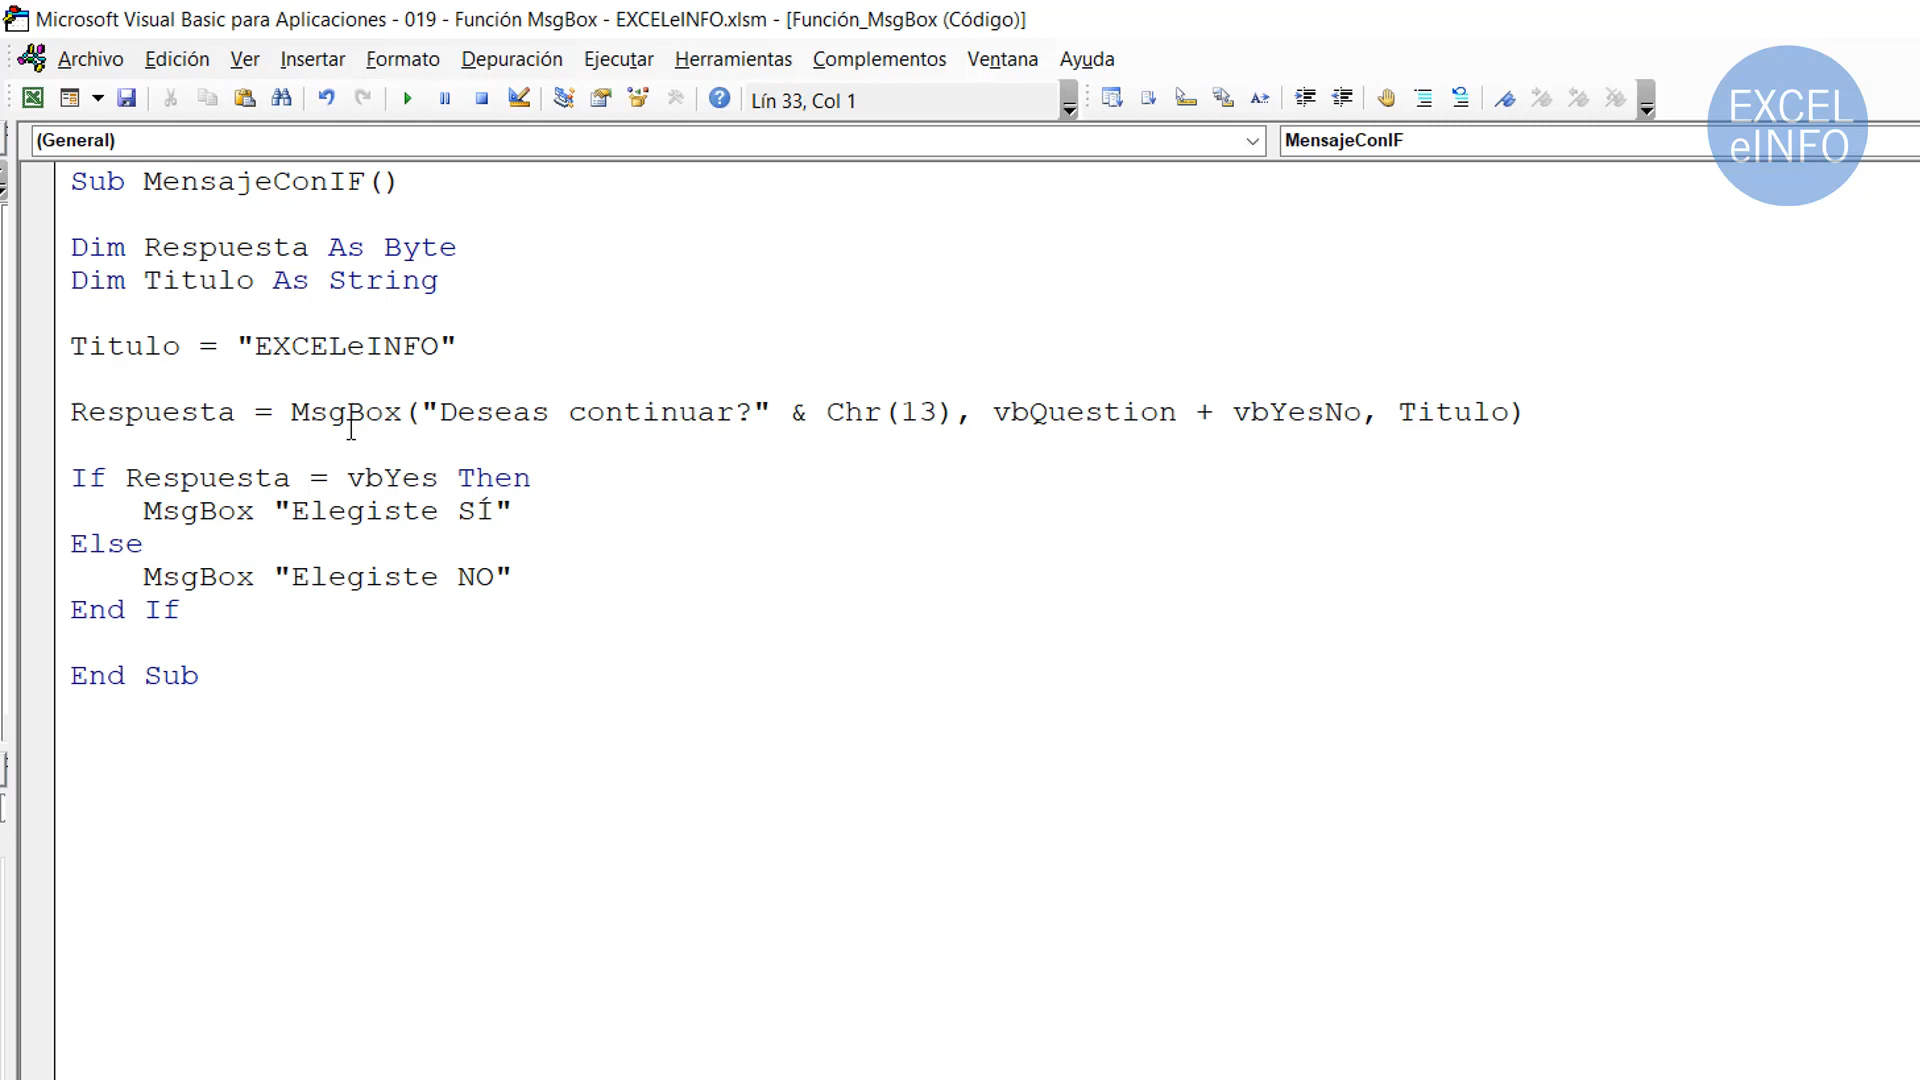 Microsoft Visual Basic para Aplicaciones - 019 - Función MsgBox - EXCELeINFO.xlsm - [Función_MsgBox (Código)]
Archivo Edición Ver Insertar Formato Depuración Ejecutar Herramientas Complementos Ventana Ayuda
Lín 33, Col 1
EXCEL
eINFO
(General) MensajeConIF
Sub MensajeConIF()
Dim Respuesta As Byte
Dim Titulo As String
Titulo = "EXCELeINFO"
Respuesta = MsgBox("Deseas continuar?" & Chr(13), vbQuestion + vbYesNo, Titulo)
If Respuesta = vbYes Then
    MsgBox "Elegiste SÍ"
Else
    MsgBox "Elegiste NO"
End If
End Sub